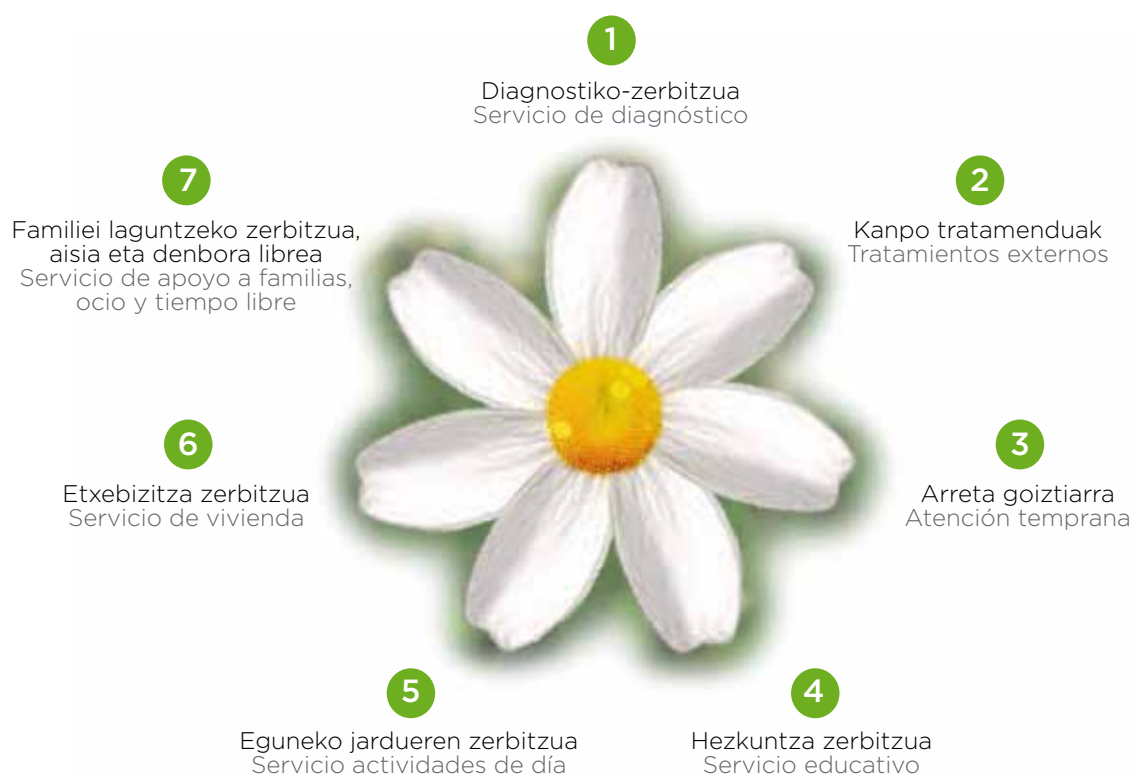 1
Diagnostiko-zerbitzua
Servicio de diagnóstico
2
Kanpo tratamenduak
Tratamientos externos
3
Arreta goiztiarra
Atención temprana
4
Hezkuntza zerbitzua
Servicio educativo
5
Eguneko jardueren zerbitzua
Servicio actividades de día
6
Etxebizitza zerbitzua
Servicio de vivienda
7
Familiei laguntzeko zerbitzua,
aisia eta denbora librea
Servicio de apoyo a familias,
ocio y tiempo libre